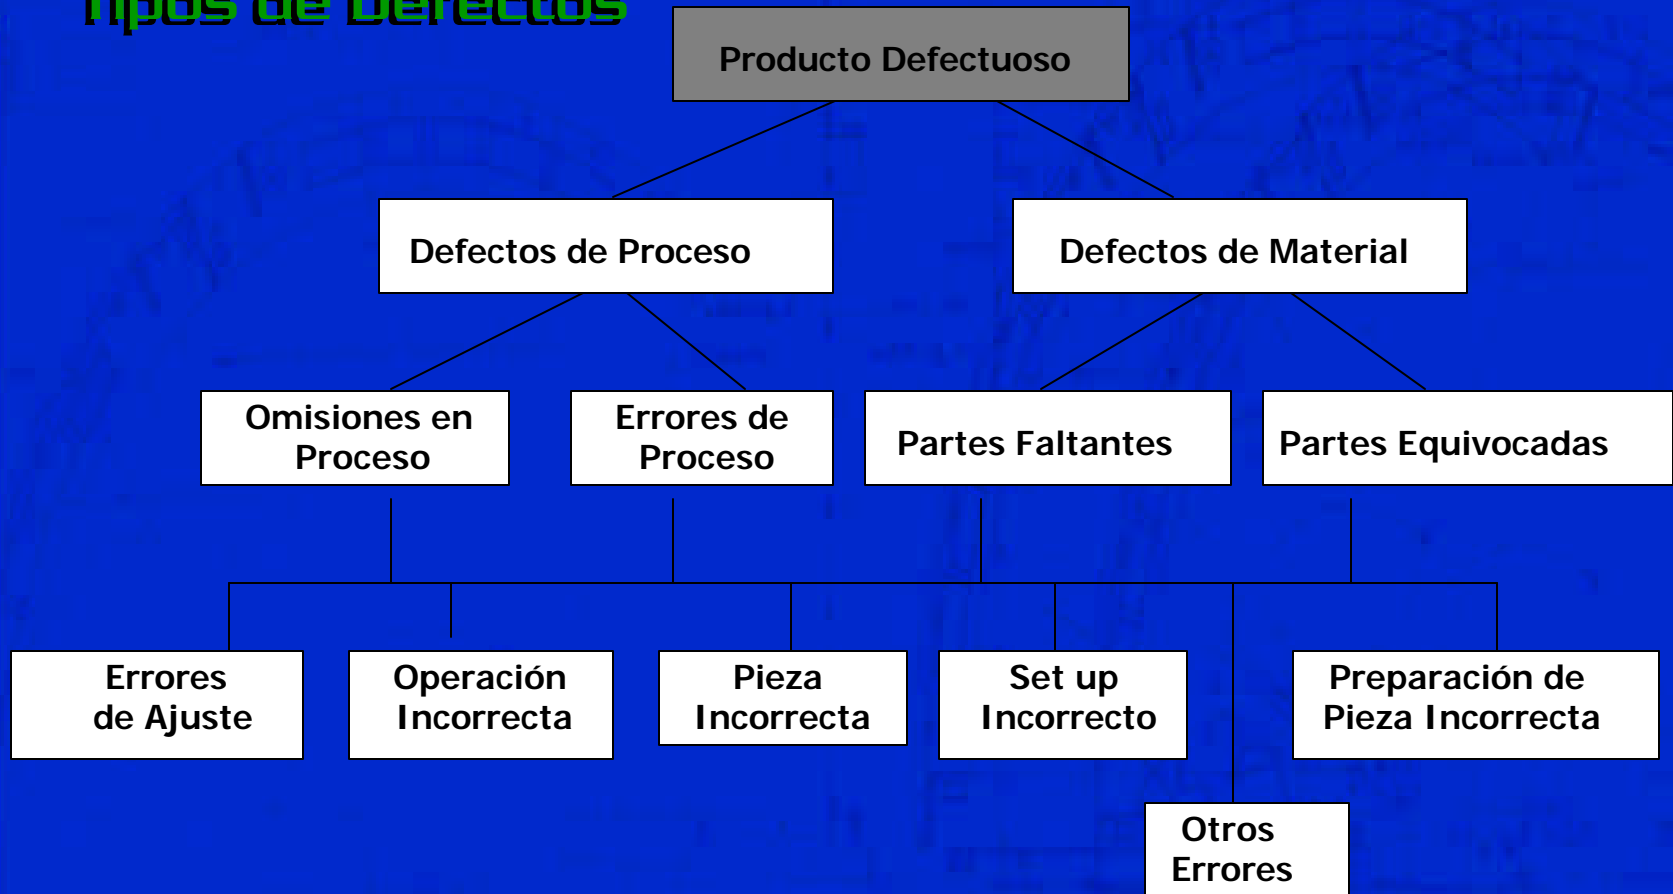 Tipos de Defectos
Producto Defectuoso
Defectos de Proceso
Defectos de Material
Omisiones en
Proceso
Errores de
Proceso
Partes Faltantes
Partes Equivocadas
Errores
de Ajuste
Operación
Incorrecta
Pieza
Incorrecta
Set up
Incorrecto
Preparación de
Pieza Incorrecta
Otros
Errores